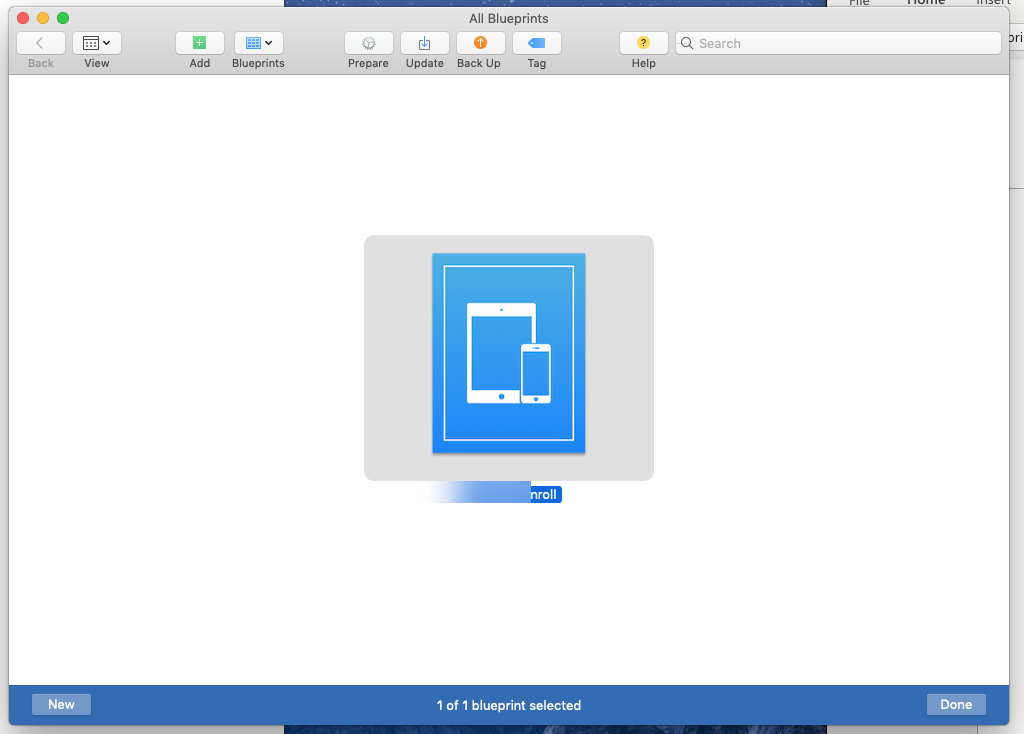 File Home Insert
All Blueprints
Search
Back View Add Blueprints Prepare Update Back Up Tag Help
nroll
New 1 of 1 blueprint selected Done